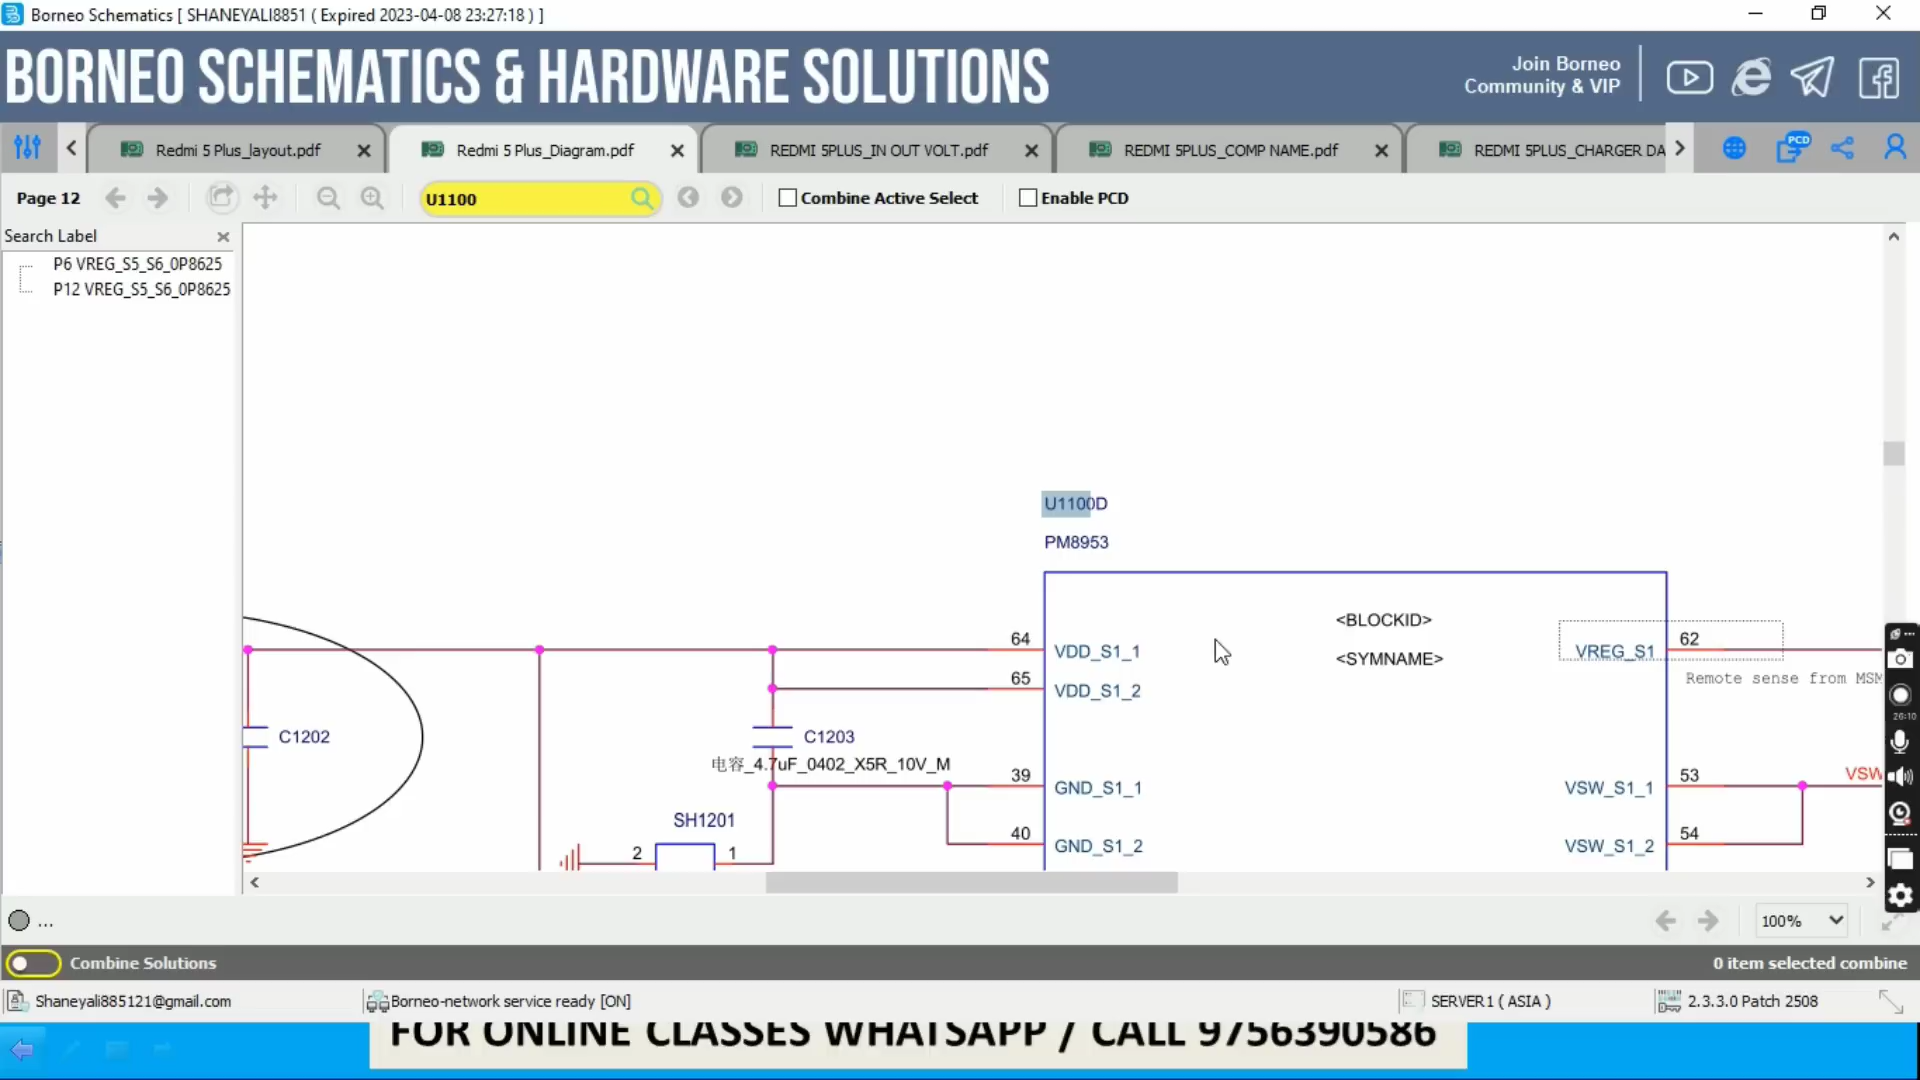 Borneo Schematics [ SHANEYALI8851 ( Expired 2023-04-08 23:27:18 ) ]
BORNEO SCHEMATICS & HARDWARE SOLUTIONS
Join Borneo
Community & VIP
Redmi 5 Plus_layout.pdf
Redmi 5 Plus_Diagram.pdf
REDMI 5PLUS_IN OUT VOLT.pdf
REDMI 5PLUS_COMP NAME.pdf
REDMI 5PLUS_CHARGER DA
PCD
Page 12
U1100
Combine Active Select
Enable PCD
Search Label
P6 VREG_S5_S6_0P8625
P12 VREG_S5_S6_0P8625
U1100D
PM8953
<BLOCKID>
<SYMNAME>
64
VDD_S1_1
65
VDD_S1_2
VREG_S1
62
Remote sense from MSM
C1202
C1203
电容_4.7uF_0402_X5R_10V_M
39
GND_S1_1
40
GND_S1_2
VSW_S1_1
53
VSW
VSW_S1_2
54
SH1201
2
1
26:10
...
100%
Combine Solutions
0 item selected combine
Shaneyali885121@gmail.com
Borneo-network service ready [ON]
SERVER1 ( ASIA )
2.3.3.0 Patch 2508
FOR ONLINE CLASSES WHATSAPP / CALL 9756390586